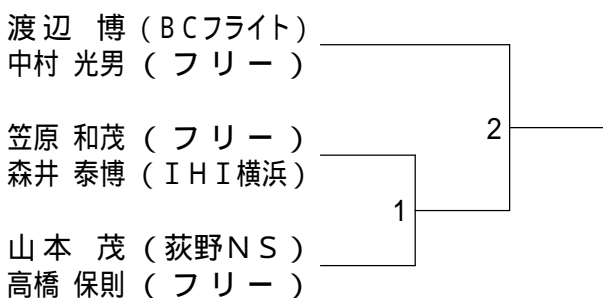 渡辺 博 （BCフライト）
中村 光男 （ フリー ）
笠原 和茂 （ フリー ）
2
森井 泰博 （ＩＨＩ横浜）
1
山本 茂 （荻野ＮＳ）
高橋 保則 （ フリー ）